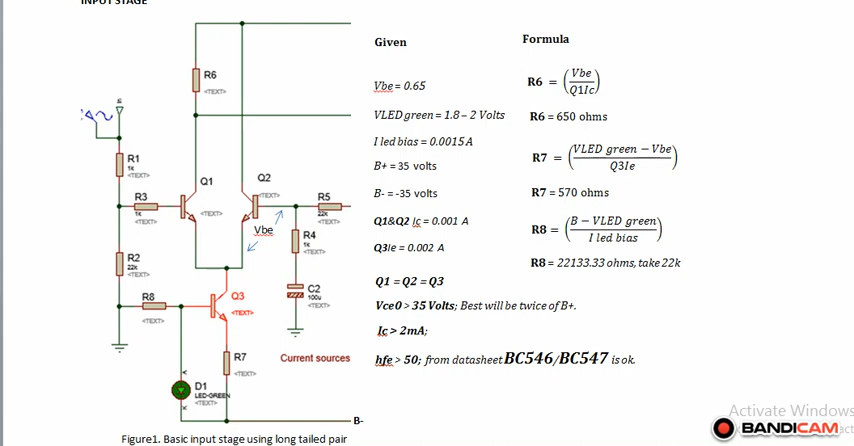 INPUT STAGE
Given
Formula
Vbe = 0.65
R6 = (Vbe / Q1Ic)
VLED green = 1.8 – 2 Volts
R6 = 650 ohms
I led bias = 0.0015 A
R7 = (VLED green – Vbe / Q3Ie)
B+ = 35 volts
B- = -35 volts
R7 = 570 ohms
Q1&Q2 Ic = 0.001 A
R8 = (B – VLED green / I led bias)
Q3Ie = 0.002 A
R8 = 22133.33 ohms, take 22k
Q1 = Q2 = Q3
Vce0 > 35 Volts; Best will be twice of B+.
Ic > 2mA;
hfe > 50; from datasheet BC546/BC547 is ok.
R6
<TEXT>
R1
1k
<TEXT>
Q1
Q2
R3
1k
<TEXT>
<TEXT>
<TEXT>
R5
22k
<TEXT>
Vbe
R4
1k
<TEXT>
R2
22k
<TEXT>
C2
100u
<TEXT>
R8
<TEXT>
Q3
<TEXT>
R7
<TEXT>
Current sources
A
D1
LED-GREEN
<TEXT>
K
B-
Figure1. Basic input stage using long tailed pair
Activate Windows
BANDICAM